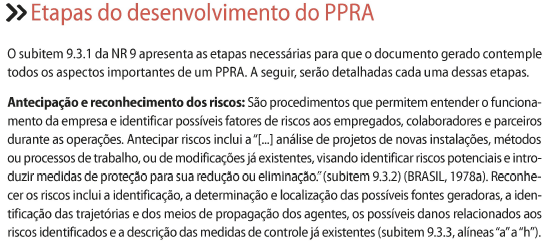 Etapas do desenvolvimento do PPRA
O subitem 9.3.1 da NR 9 apresenta as etapas necessárias para que o documento gerado contemple
todos os aspectos importantes de um PPRA. A seguir, serão detalhadas cada uma dessas etapas.
Antecipação e reconhecimento dos riscos: São procedimentos que permitem entender o funciona-
mento da empresa e identificar possíveis fatores de riscos aos empregados, colaboradores e parceiros
durante as operações. Antecipar riscos inclui a “[...] análise de projetos de novas instalações, métodos
ou processos de trabalho, ou de modificações já existentes, visando identificar riscos potenciais e intro-
duzir medidas de proteção para sua redução ou eliminação.” (subitem 9.3.2) (BRASIL, 1978a). Reconhe-
cer os riscos inclui a identificação, a determinação e localização das possíveis fontes geradoras, a iden-
tificação das trajetórias e dos meios de propagação dos agentes, os possíveis danos relacionados aos
riscos identificados e a descrição das medidas de controle já existentes (subitem 9.3.3, alíneas “a” a “h”).